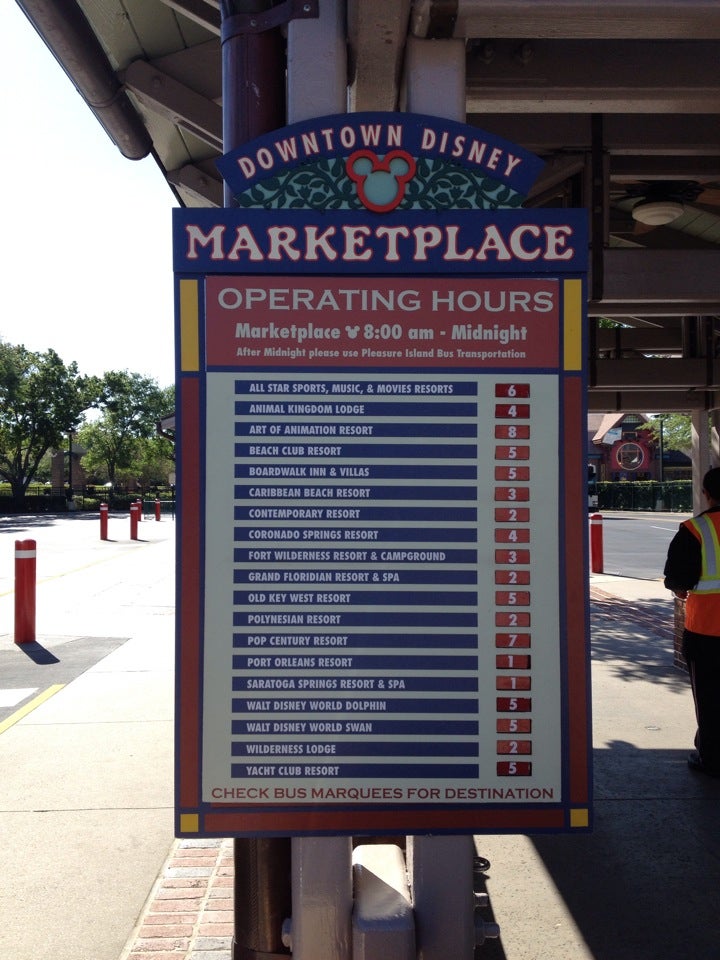 DOWNTOWN DISNEY
MARKETPLACE
OPERATING HOURS
Marketplace 8:00 am - Midnight
After Midnight please use Pleasure Island Bus Transportation
ALL STAR SPORTS, MUSIC, & MOVIES RESORTS 6
ANIMAL KINGDOM LODGE 4
ART OF ANIMATION RESORT 8
BEACH CLUB RESORT 5
BOARDWALK INN & VILLAS 5
CARIBBEAN BEACH RESORT 3
CONTEMPORARY RESORT 2
CORONADO SPRINGS RESORT 4
FORT WILDERNESS RESORT & CAMPGROUND 3
GRAND FLORIDIAN RESORT & SPA 2
OLD KEY WEST RESORT 5
POLYNESIAN RESORT 2
POP CENTURY RESORT 7
PORT ORLEANS RESORT 1
SARATOGA SPRINGS RESORT & SPA 1
WALT DISNEY WORLD DOLPHIN 5
WALT DISNEY WORLD SWAN 5
WILDERNESS LODGE 2
YACHT CLUB RESORT 5
CHECK BUS MARQUEES FOR DESTINATION